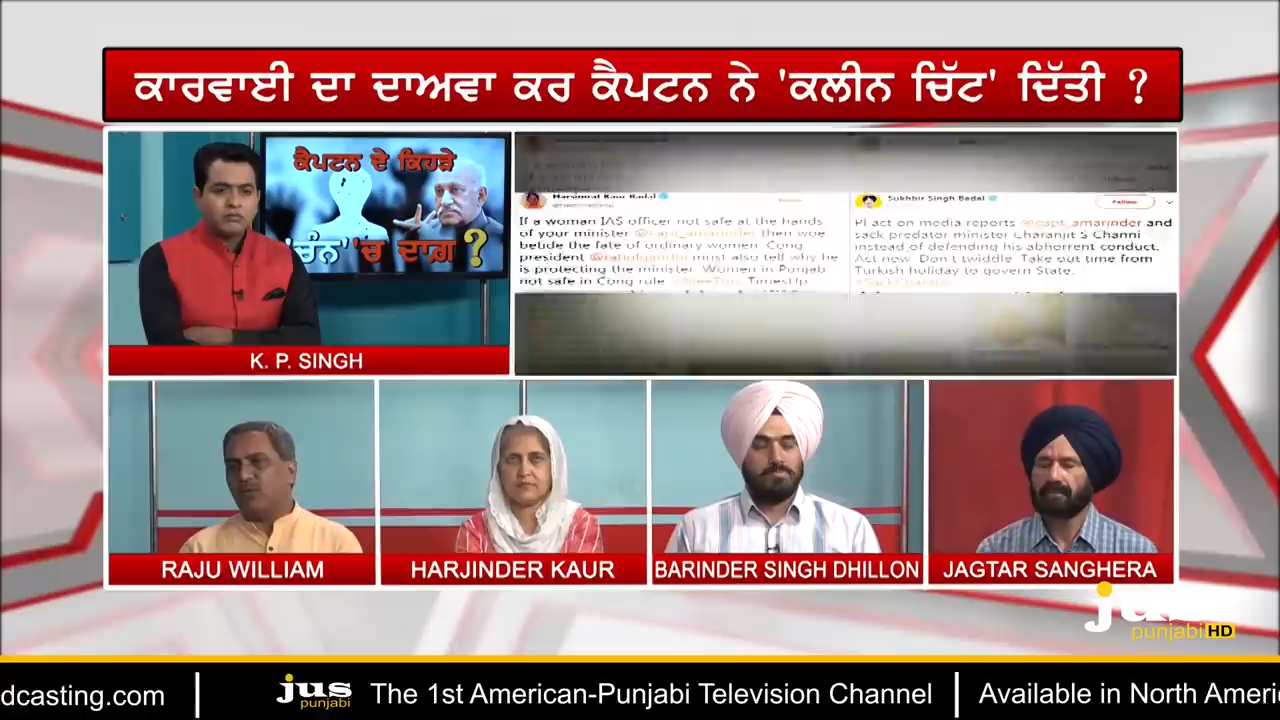 ਕਾਰਵਾਈ ਦਾ ਦਾਅਵਾ ਕਰ ਕੈਪਟਨ ਨੇ 'ਕਲੀਨ ਚਿੱਟ' ਦਿੱਤੀ ?
ਕੈਪਟਨ ਦੇ ਕਿਹੜੇ
'ਚੰਨ' 'ਚ ਦਾਗ਼ ?
K. P. SINGH
Harsimrat Kaur Badal
If a woman IAS officer not safe at the hands
of your minister @capt_amarinder then woe
betide the fate of ordinary women. Cong
president must also tell why he
is protecting the minister. Women in Punjab
not safe in Cong rule. TimesUp
Sukhbir Singh Badal
Follow
Pl act on media reports @capt_amarinder and
sack predator minister Charanjit S Channi
instead of defending his abhorrent conduct.
Act now. Don't twiddle. Take out time from
Turkish holiday to govern State.
RAJU WILLIAM
HARJINDER KAUR
BARINDER SINGH DHILLON
JAGTAR SANGHERA
jus
punjabi HD
dcasting.com
jus
punjabi
The 1st American-Punjabi Television Channel
Available in North Ameri